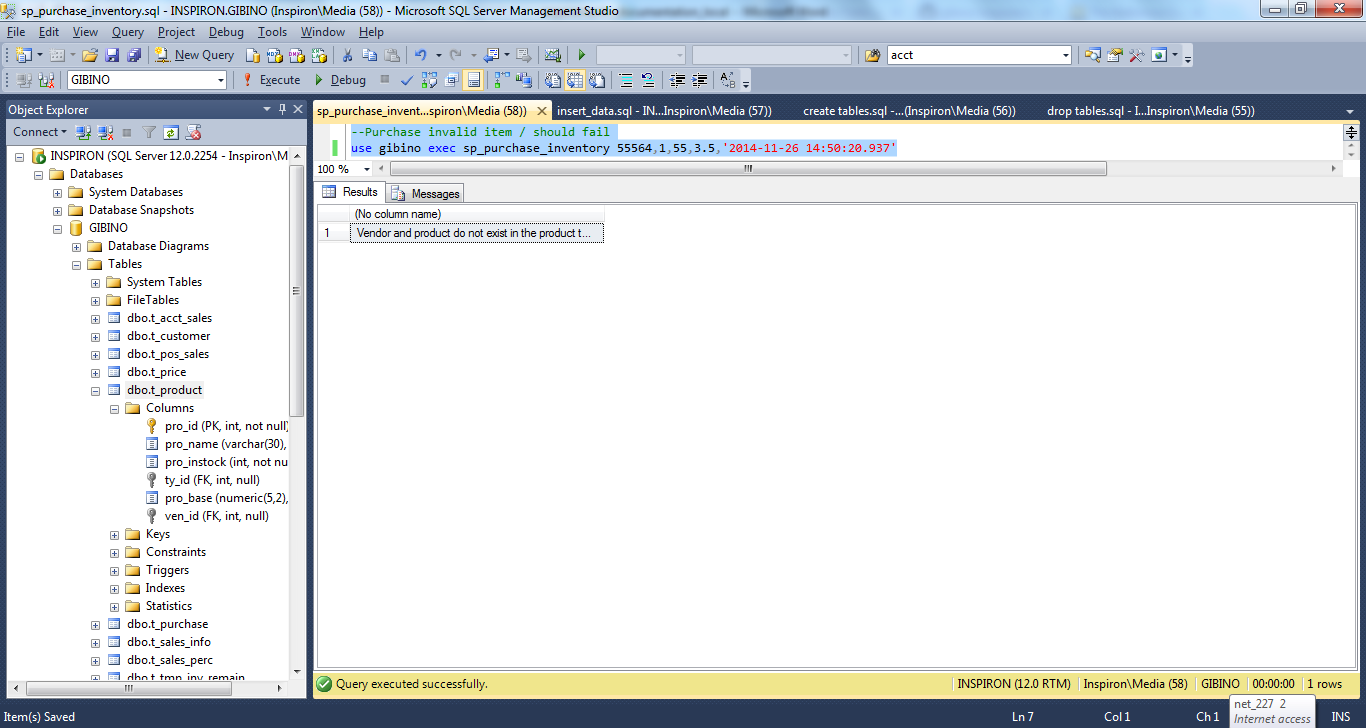 sp_purchase_inventory.sql - INSPIRON.GIBINO (Inspiron\Media (58)) - Microsoft SQL Server Management Studio
File Edit View Query Project Debug Tools Window Help
New Query acct
GIBINO Execute Debug
Object Explorer
Connect
INSPIRON (SQL Server 12.0.2254 - Inspiron\M
Databases
System Databases
Database Snapshots
GIBINO
Database Diagrams
Tables
System Tables
FileTables
dbo.t_acct_sales
dbo.t_customer
dbo.t_pos_sales
dbo.t_price
dbo.t_product
Columns
pro_id (PK, int, not null)
pro_name (varchar(30),
pro_instock (int, not nu
ty_id (FK, int, null)
pro_base (numeric(5,2),
ven_id (FK, int, null)
Keys
Constraints
Triggers
Indexes
Statistics
dbo.t_purchase
dbo.t_sales_info
dbo.t_sales_perc
dbo.t_tmp_inv_remain
sp_purchase_invent...spiron\Media (58)) insert_data.sql - IN...Inspiron\Media (57)) create tables.sql -...(Inspiron\Media (56)) drop tables.sql - I...Inspiron\Media (55))
--Purchase invalid item / should fail
use gibino exec sp_purchase_inventory 55564,1,55,3.5,'2014-11-26 14:50:20.937'
100 %
Results Messages
(No column name)
1 Vendor and product do not exist in the product t...
Query executed successfully. INSPIRON (12.0 RTM) Inspiron\Media (58) GIBINO 00:00:00 1 rows
Item(s) Saved Ln 7 Col 1 Ch 1 INS
net_227 2
Internet access